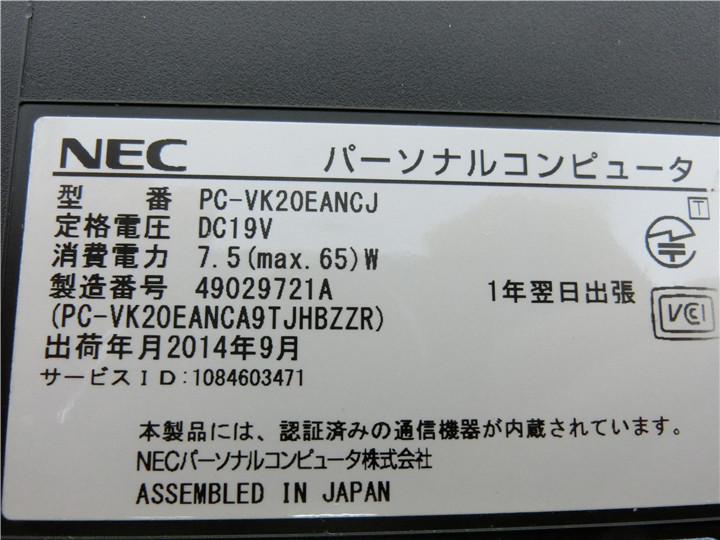 NEC パーソナルコンピュータ
型 番 PC-VK20EANCJ
定格電圧 DC19V
消費電力 7.5(max.65)W
製造番号 49029721A 1年翌日出張
(PC-VK20EANCA9TJHBZZR)
出荷年月2014年9月
サービスＩＤ:1084603471
T
VCCI
本製品には、認証済みの通信機器が内蔵されています。
NECパーソナルコンピュータ株式会社
ASSEMBLED IN JAPAN